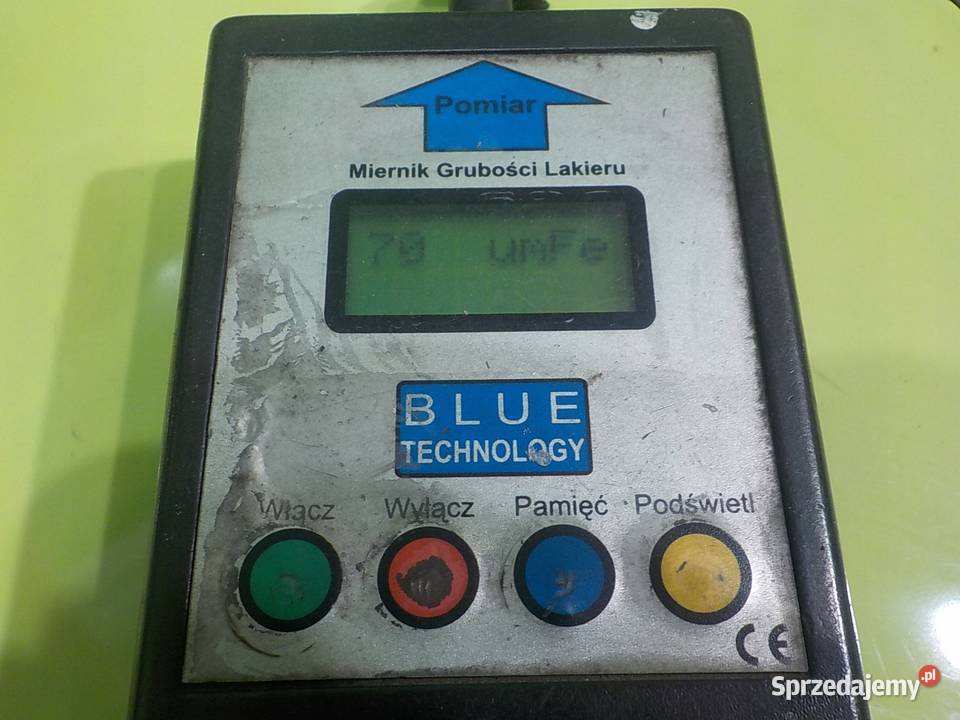 Pomiar
Miernik Grubości Lakieru
70 umFe
BLUE
TECHNOLOGY
Włącz Wyłącz Pamięć Podświetl
CE
Sprzedajemy.pl